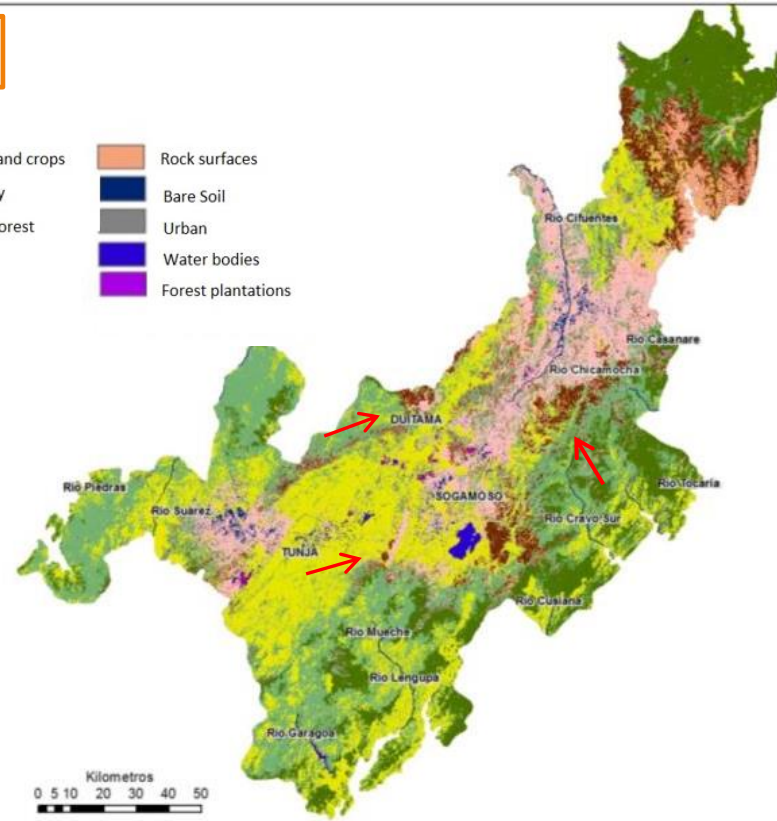 and crops
Rock surfaces
y
Bare Soil
orest
Urban
Water bodies
Forest plantations
Rio Cifuentes
Rio Casanare
Rio Chicamocha
DUITAMA
Rio Piedras
Rio Tocaria
SOGAMOSO
Rio Suarez
Rio Cravo Sur
TUNJA
Rio Cusiana
Rio Mueche
Rio Lengupa
Rio Garagoa
Kilometros
0 5 10 20 30 40 50